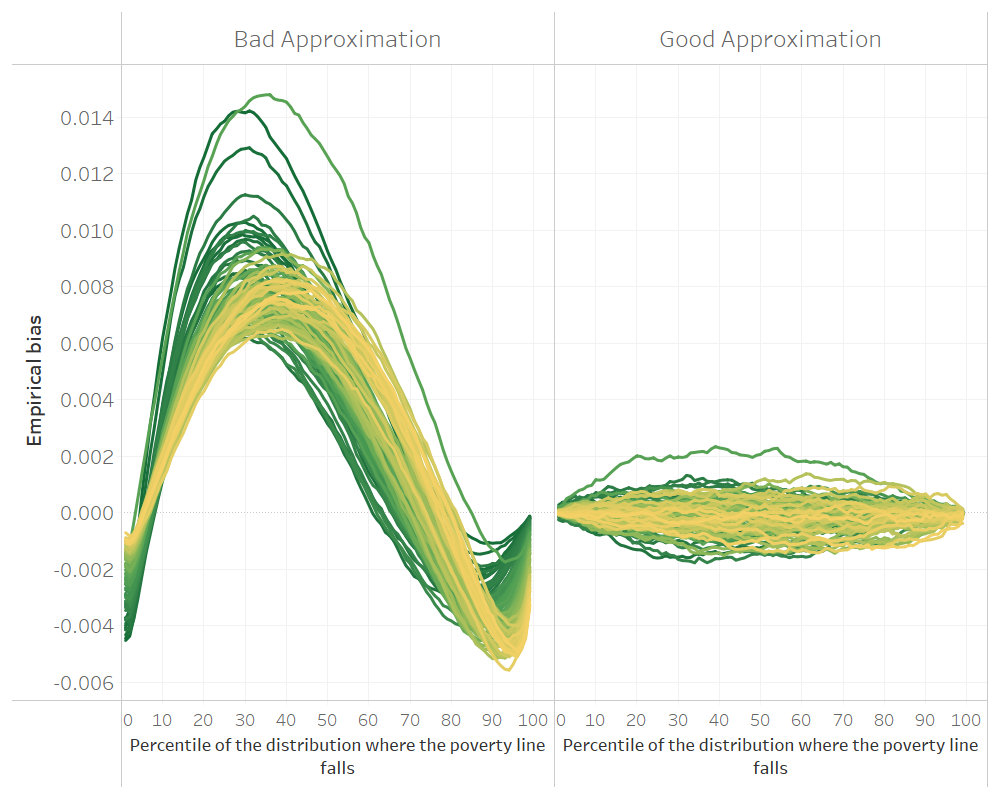 Bad Approximation
Good Approximation
Empirical bias
0.014
0.012
0.010
0.008
0.006
0.004
0.002
0.000
-0.002
-0.004
-0.006
0 10 20 30 40 50 60 70 80 90 100
0 10 20 30 40 50 60 70 80 90 100
Percentile of the distribution where the poverty line
falls
Percentile of the distribution where the poverty line
falls